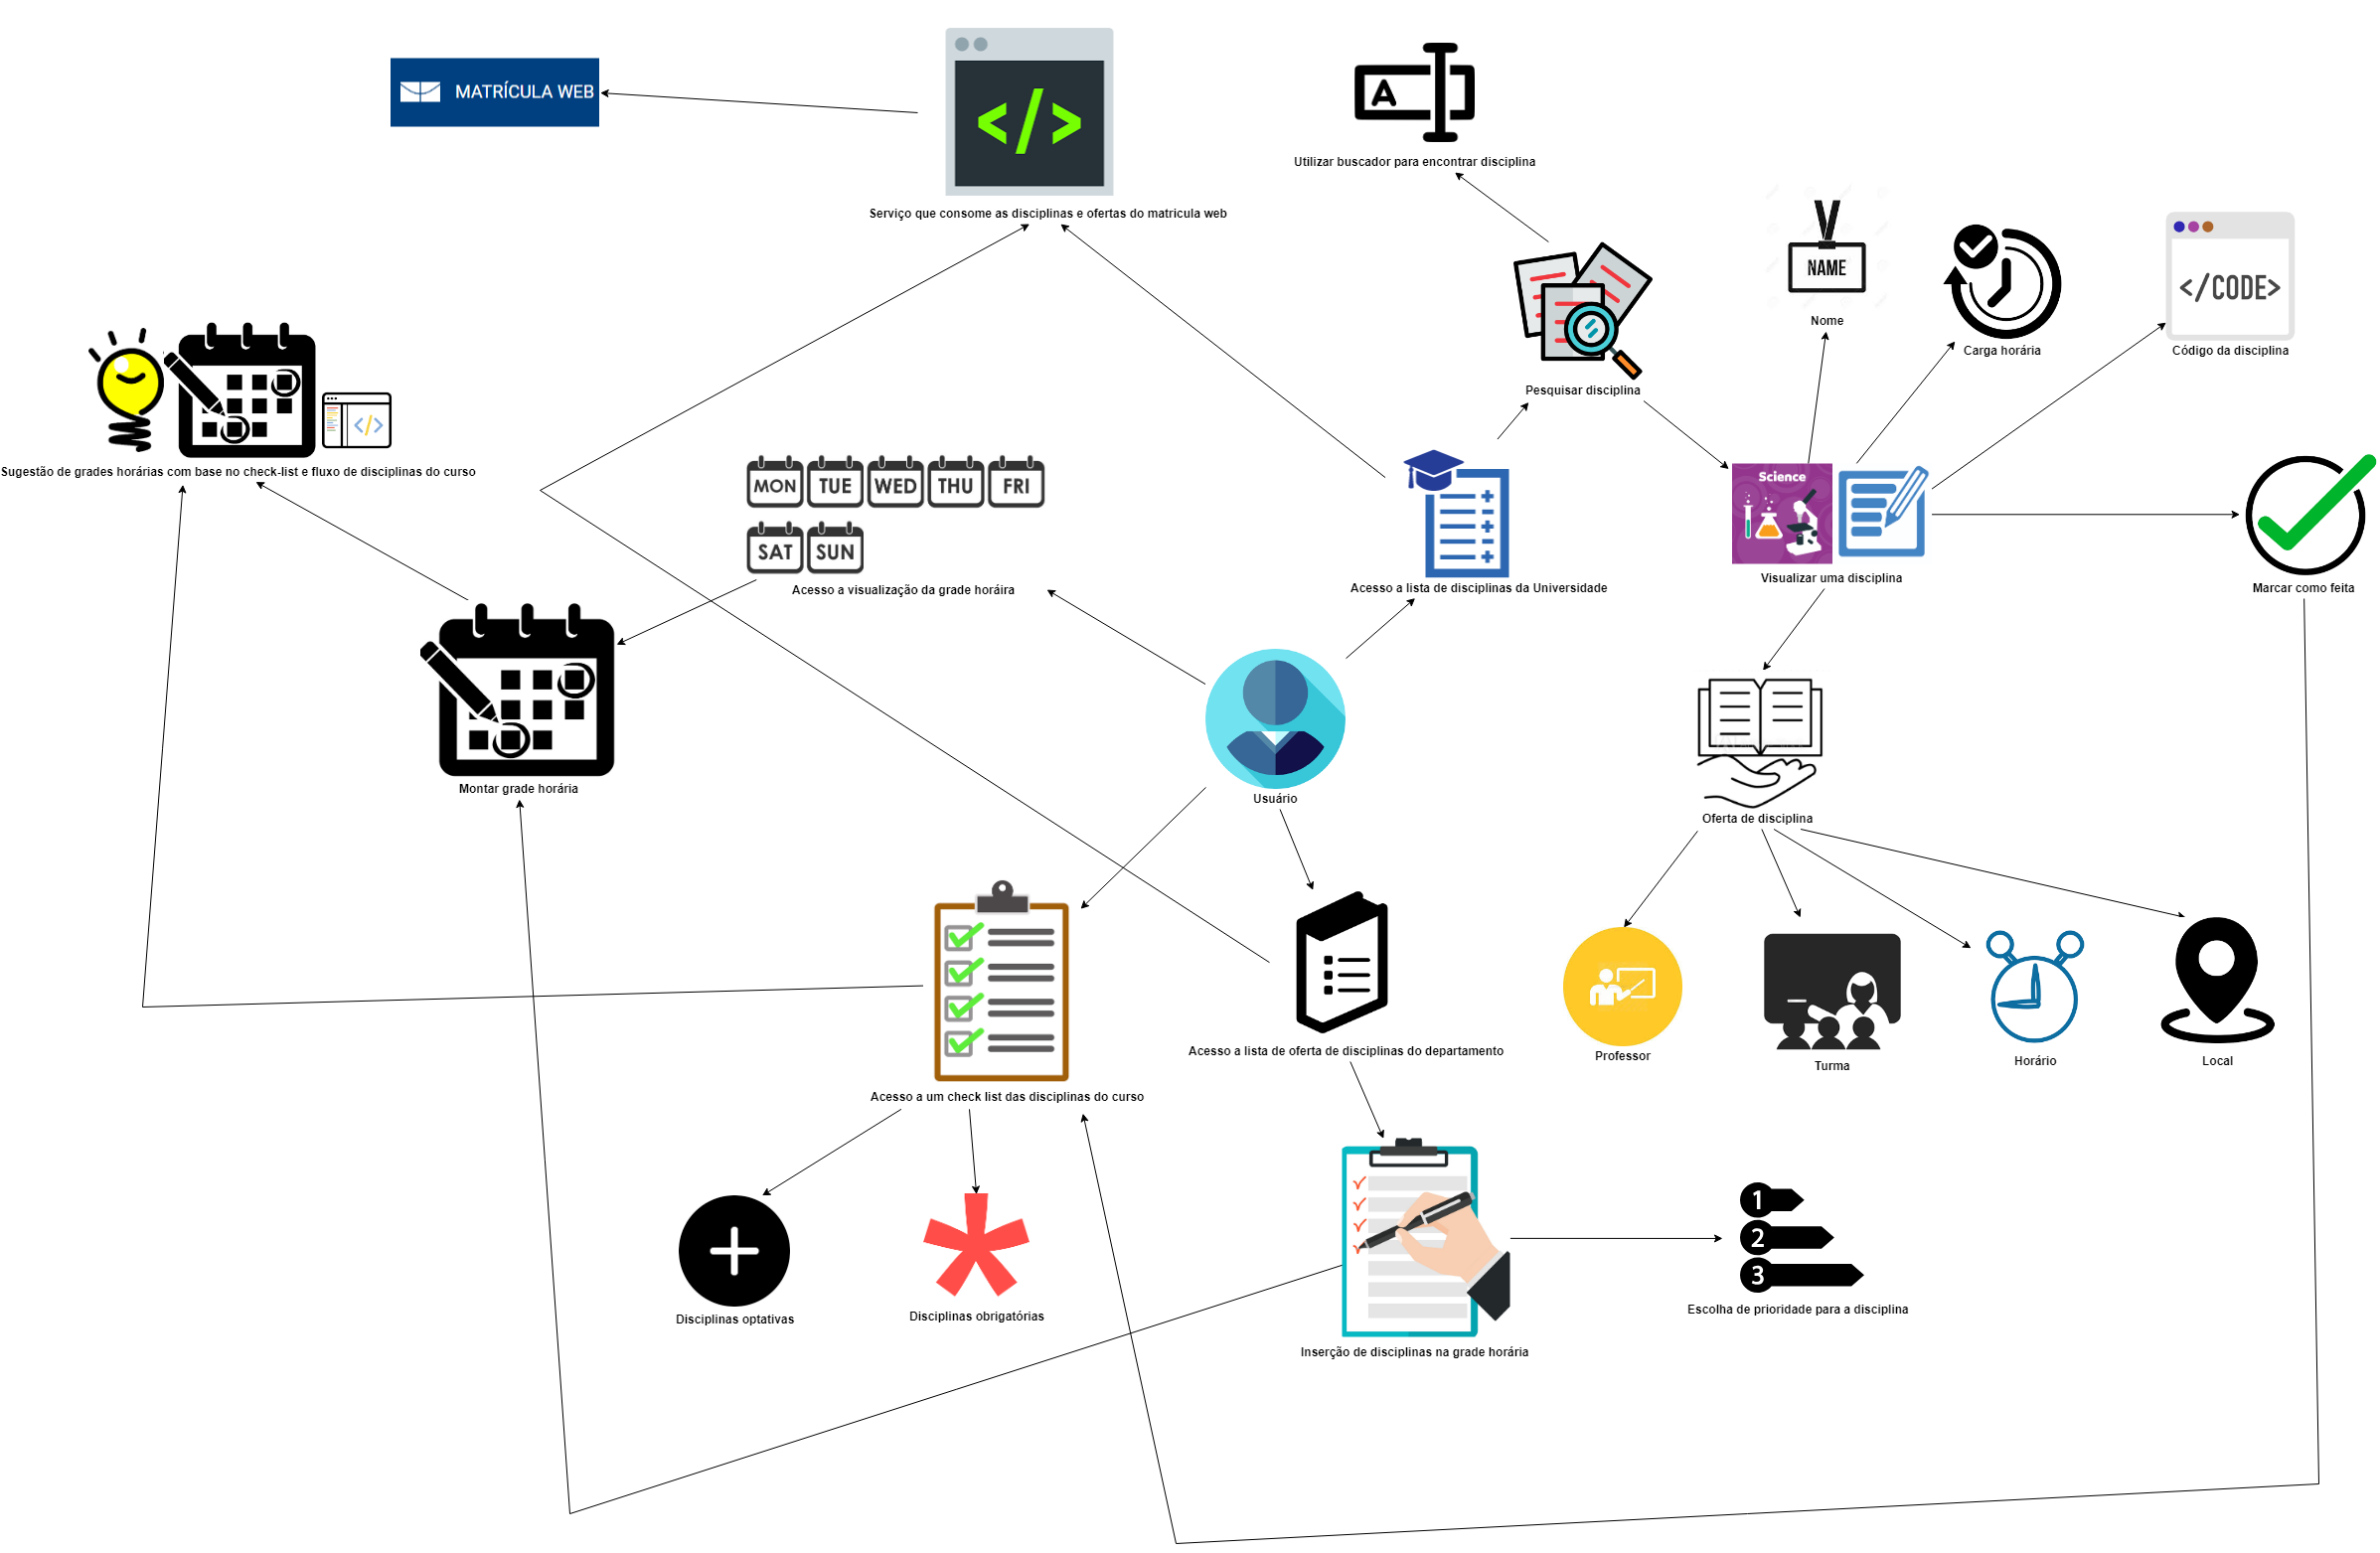 MATRÍCULA WEB
</>
Serviço que consome as disciplinas e ofertas do matricula web
A
Utilizar buscador para encontrar disciplina
NAME
Nome
Carga horária
</CODE>
Código da disciplina
Pesquisar disciplina
</>
Sugestão de grades horárias com base no check-list e fluxo de disciplinas do curso
MON TUE WED THU FRI
SAT SUN
Acesso a visualização da grade horáira
Acesso a lista de disciplinas da Universidade
Science
Visualizar uma disciplina
Marcar como feita
Montar grade horária
Usuário
Oferta de disciplina
Professor
Turma
Horário
Local
Acesso a lista de oferta de disciplinas do departamento
Acesso a um check list das disciplinas do curso
Disciplinas optativas
Disciplinas obrigatórias
1
2
3
Escolha de prioridade para a disciplina
Inserção de disciplinas na grade horária